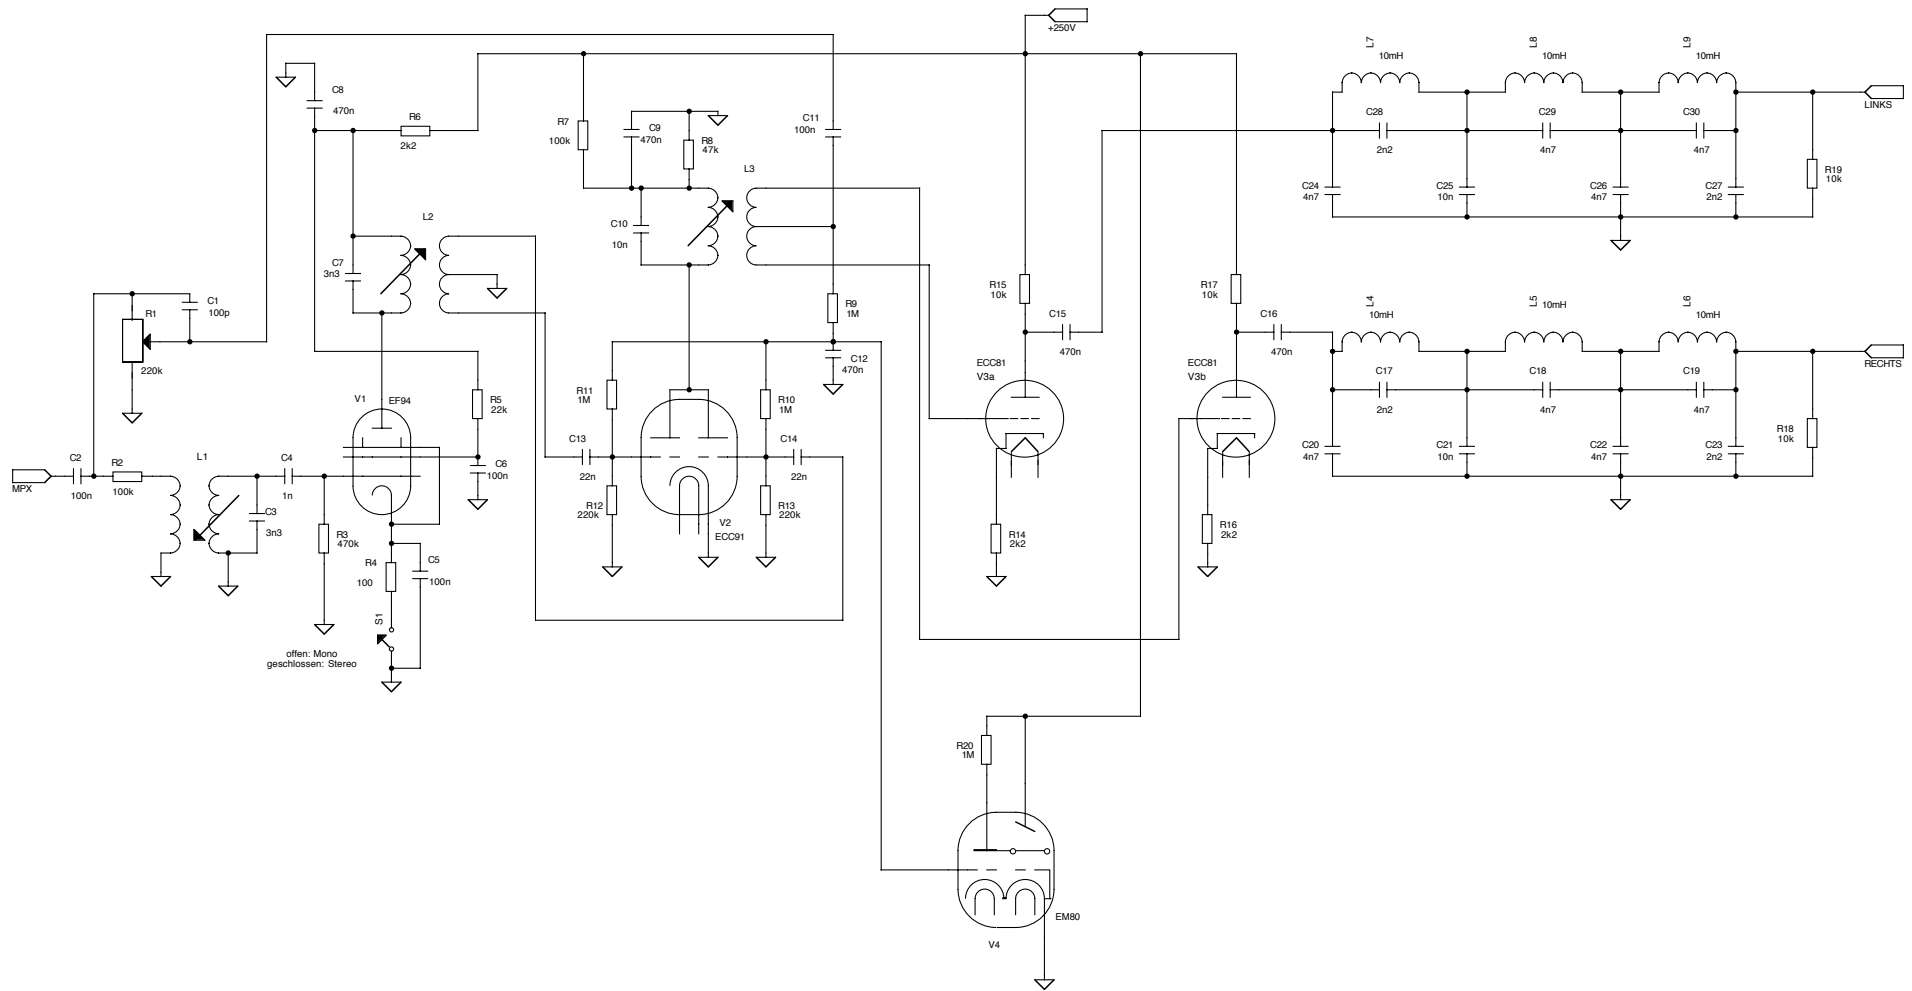 +250V
L7
10mH
L8
10mH
L9
10mH
LINKS
C8
470n
R6
2k2
R7
100k
C9
470n
R8
47k
C11
100n
C28
2n2
C29
4n7
C30
4n7
L3
R19
10k
C24
4n7
C25
10n
C26
4n7
C27
2n2
L2
C10
10n
C7
3n3
C1
100p
R1
220k
R9
1M
R15
10k
R17
10k
C15
470n
C16
470n
L4
10mH
L5
10mH
L6
10mH
RECHTS
C12
470n
ECC81
V3a
ECC81
V3b
C17
2n2
C18
4n7
C19
4n7
R11
1M
R10
1M
V1
EF94
R5
22k
R18
10k
C20
4n7
C21
10n
C22
4n7
C23
2n2
C13
22n
C14
22n
MPX
C2
100n
R2
100k
L1
C4
1n
C6
100n
C3
3n3
R3
470k
R12
220k
R13
220k
V2
ECC91
R14
2k2
R16
2k2
R4
100
C5
100n
S1
offen: Mono
geschlossen: Stereo
R20
1M
EM80
V4